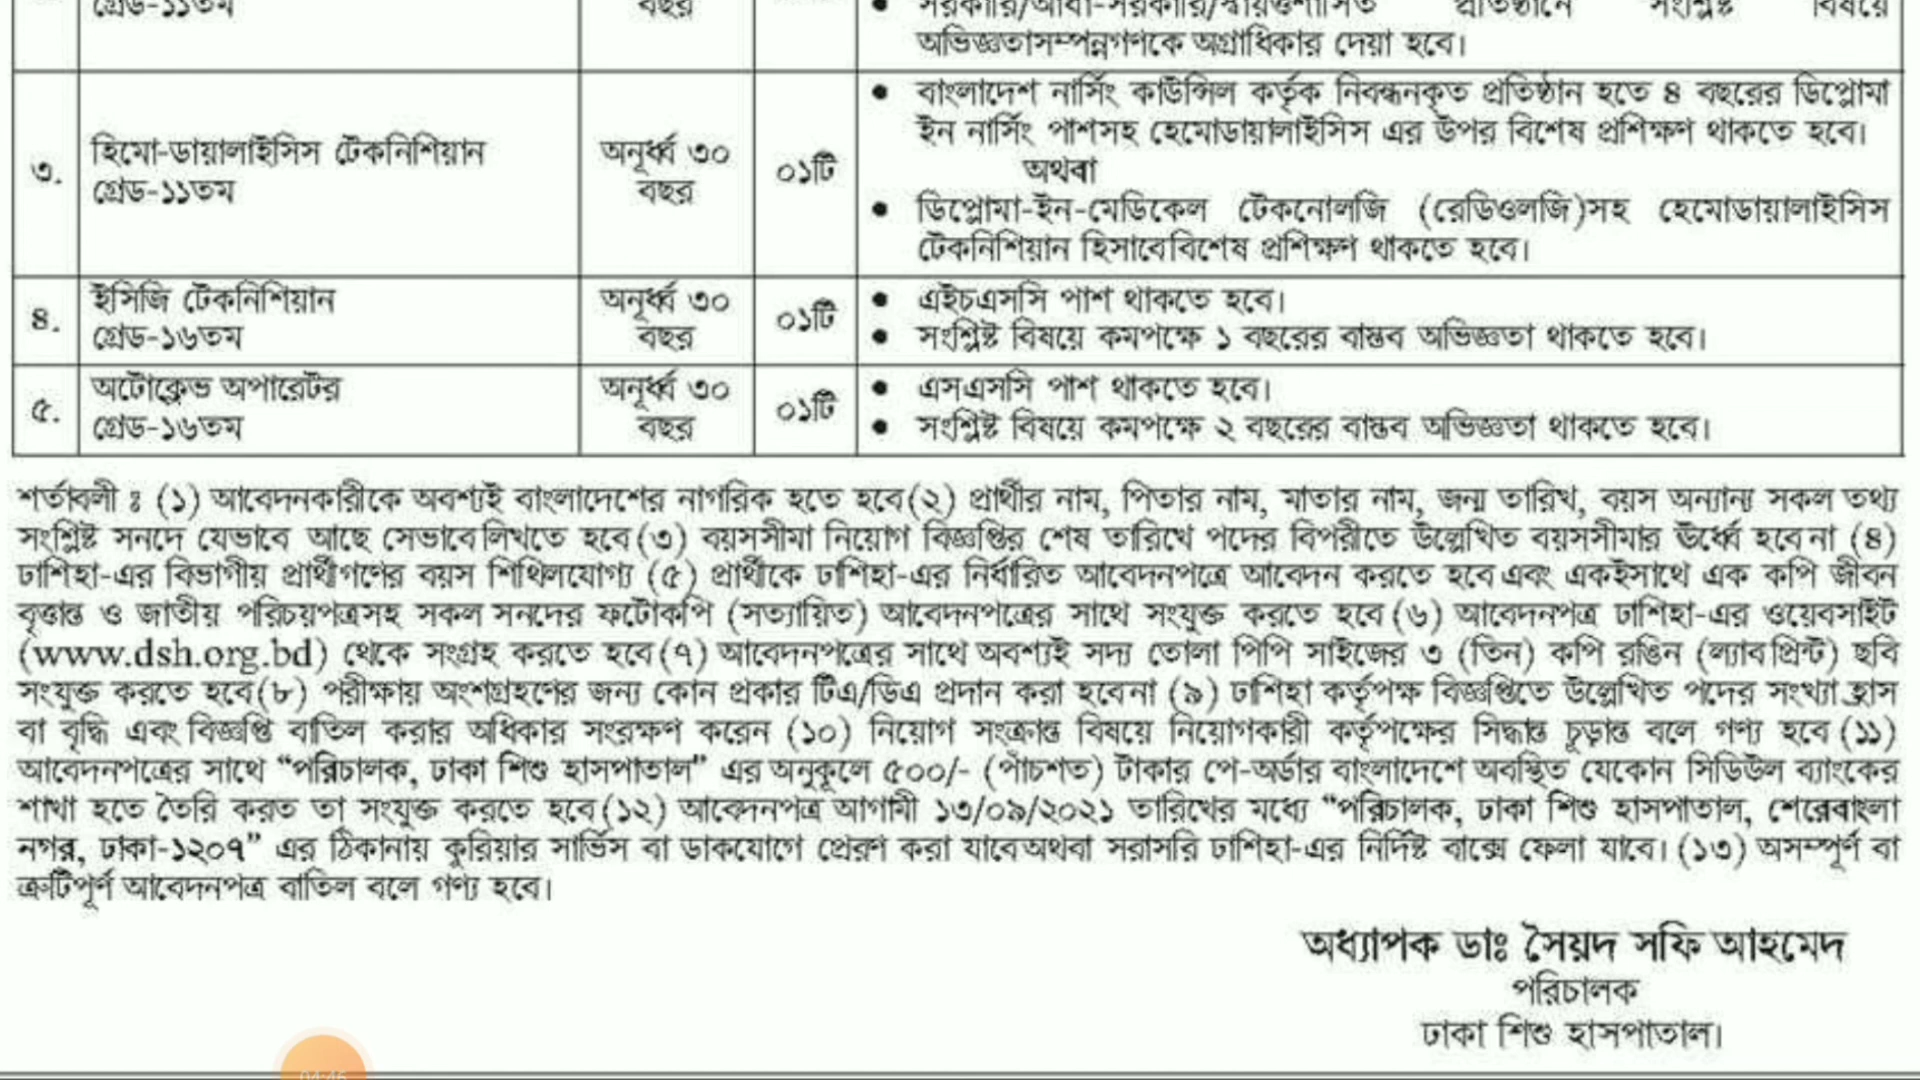 গ্রেড-১১তম
বছর
সরকারি/আধা-সরকারি/স্বায়ত্তশাসিত প্রতিষ্ঠানে সংশ্লিষ্ট বিষয়ে
অভিজ্ঞতাসম্পন্নগণকে অগ্রাধিকার দেয়া হবে।
৩.
হিমো-ডায়ালাইসিস টেকনিশিয়ান
গ্রেড-১১তম
অনূর্ধ্ব ৩০
বছর
০১টি
● বাংলাদেশ নার্সিং কাউন্সিল কর্তৃক নিবন্ধনকৃত প্রতিষ্ঠান হতে ৪ বছরের ডিপ্লোমা
ইন নার্সিং পাশসহ হেমোডায়ালাইসিস এর উপর বিশেষ প্রশিক্ষণ থাকতে হবে।
অথবা
● ডিপ্লোমা-ইন-মেডিকেল টেকনোলজি (রেডিওলজি)সহ হেমোডায়ালাইসিস
টেকনিশিয়ান হিসাবেবিশেষ প্রশিক্ষণ থাকতে হবে।
৪.
ইসিজি টেকনিশিয়ান
গ্রেড-১৬তম
অনূর্ধ্ব ৩০
বছর
০১টি
● এইচএসসি পাশ থাকতে হবে।
● সংশ্লিষ্ট বিষয়ে কমপক্ষে ১ বছরের বাস্তব অভিজ্ঞতা থাকতে হবে।
৫.
অটোক্লেভ অপারেটর
গ্রেড-১৬তম
অনূর্ধ্ব ৩০
বছর
০১টি
● এসএসসি পাশ থাকতে হবে।
● সংশ্লিষ্ট বিষয়ে কমপক্ষে ২ বছরের বাস্তব অভিজ্ঞতা থাকতে হবে।
শর্তাবলী ঃ (১) আবেদনকারীকে অবশ্যই বাংলাদেশের নাগরিক হতে হবে(২) প্রার্থীর নাম, পিতার নাম, মাতার নাম, জন্ম তারিখ, বয়স অন্যান্য সকল তথ্য
সংশ্লিষ্ট সনদে যেভাবে আছে সেভাবেলিখতে হবে(৩) বয়সসীমা নিয়োগ বিজ্ঞপ্তির শেষ তারিখে পদের বিপরীতে উল্লেখিত বয়সসীমার ঊর্ধ্বে হবেনা (৪)
ঢাশিহা-এর বিভাগীয় প্রার্থীগণের বয়স শিথিলযোগ্য (৫) প্রার্থীকে ঢাশিহা-এর নির্ধারিত আবেদনপত্রে আবেদন করতে হবেএবং একইসাথে এক কপি জীবন
বৃত্তান্ত ও জাতীয় পরিচয়পত্রসহ সকল সনদের ফটোকপি (সত্যায়িত) আবেদনপত্রের সাথে সংযুক্ত করতে হবে(৬) আবেদনপত্র ঢাশিহা-এর ওয়েবসাইট
(www.dsh.org.bd) থেকে সংগ্রহ করতে হবে(৭) আবেদনপত্রের সাথে অবশ্যই সদ্য তোলা পিপি সাইজের ৩ (তিন) কপি রঙিন (ল্যাবপ্রিন্ট) ছবি
সংযুক্ত করতে হবে(৮) পরীক্ষায় অংশগ্রহণের জন্য কোন প্রকার টিএ/ডিএ প্রদান করা হবেনা (৯) ঢাশিহা কর্তৃপক্ষ বিজ্ঞপ্তিতে উল্লেখিত পদের সংখ্যা হ্রাস
বা বৃদ্ধি এবং বিজ্ঞপ্তি বাতিল করার অধিকার সংরক্ষণ করেন (১০) নিয়োগ সংক্রান্ত বিষয়ে নিয়োগকারী কর্তৃপক্ষের সিদ্ধান্ত চূড়ান্ত বলে গণ্য হবে (১১)
আবেদনপত্রের সাথে “পরিচালক, ঢাকা শিশু হাসপাতাল” এর অনুকূলে ৫০০/- (পাঁচশত) টাকার পে-অর্ডার বাংলাদেশে অবস্থিত যেকোন সিডিউল ব্যাংকের
শাখা হতে তৈরি করত তা সংযুক্ত করতে হবে(১২) আবেদনপত্র আগামী ১৩/০৯/২০২১ তারিখের মধ্যে “পরিচালক, ঢাকা শিশু হাসপাতাল, শেরেবাংলা
নগর, ঢাকা-১২০৭” এর ঠিকানায় কুরিয়ার সার্ভিস বা ডাকযোগে প্রেরণ করা যাবেঅথবা সরাসরি ঢাশিহা-এর নির্দিষ্ট বাক্সে ফেলা যাবে। (১৩) অসম্পূর্ণ বা
ত্রুটিপূর্ণ আবেদনপত্র বাতিল বলে গণ্য হবে।
অধ্যাপক ডাঃ সৈয়দ সফি আহমেদ
পরিচালক
ঢাকা শিশু হাসপাতাল।
04:46